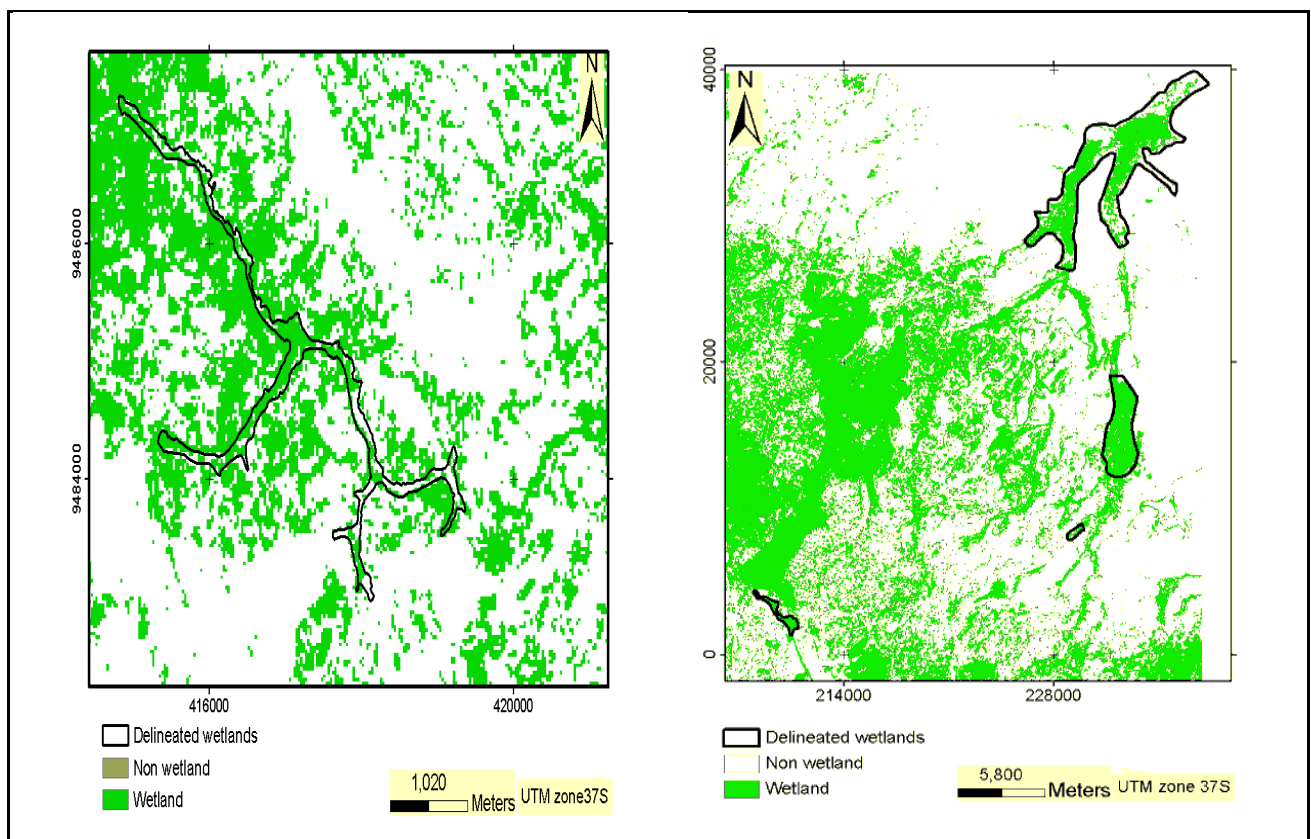 N
9486000
9484000
416000
420000
Delineated wetlands
Non wetland
Wetland
1,020
Meters
UTM zone37S
N
40000
20000
0
214000
228000
Delineated wetlands
Non wetland
Wetland
5,800
Meters
UTM zone 37S